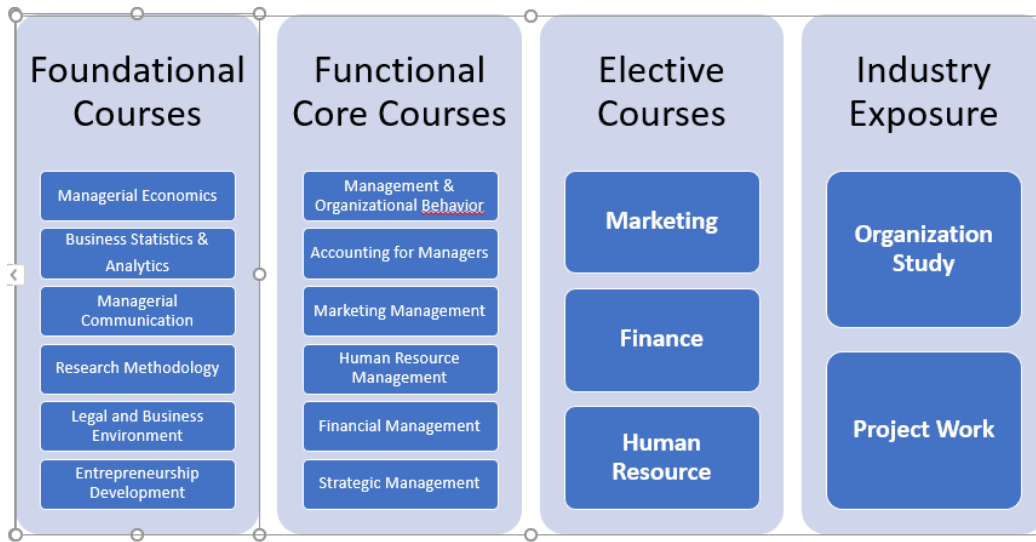 Foundational
Courses
Managerial Economics
Business Statistics &
Analytics
Managerial
Communication
Research Methodology
Legal and Business
Environment
Entrepreneurship
Development
Functional
Core Courses
Management &
Organizational Behavior
Accounting for Managers
Marketing Management
Human Resource
Management
Financial Management
Strategic Management
Elective
Courses
Marketing
Finance
Human
Resource
Industry
Exposure
Organization
Study
Project Work